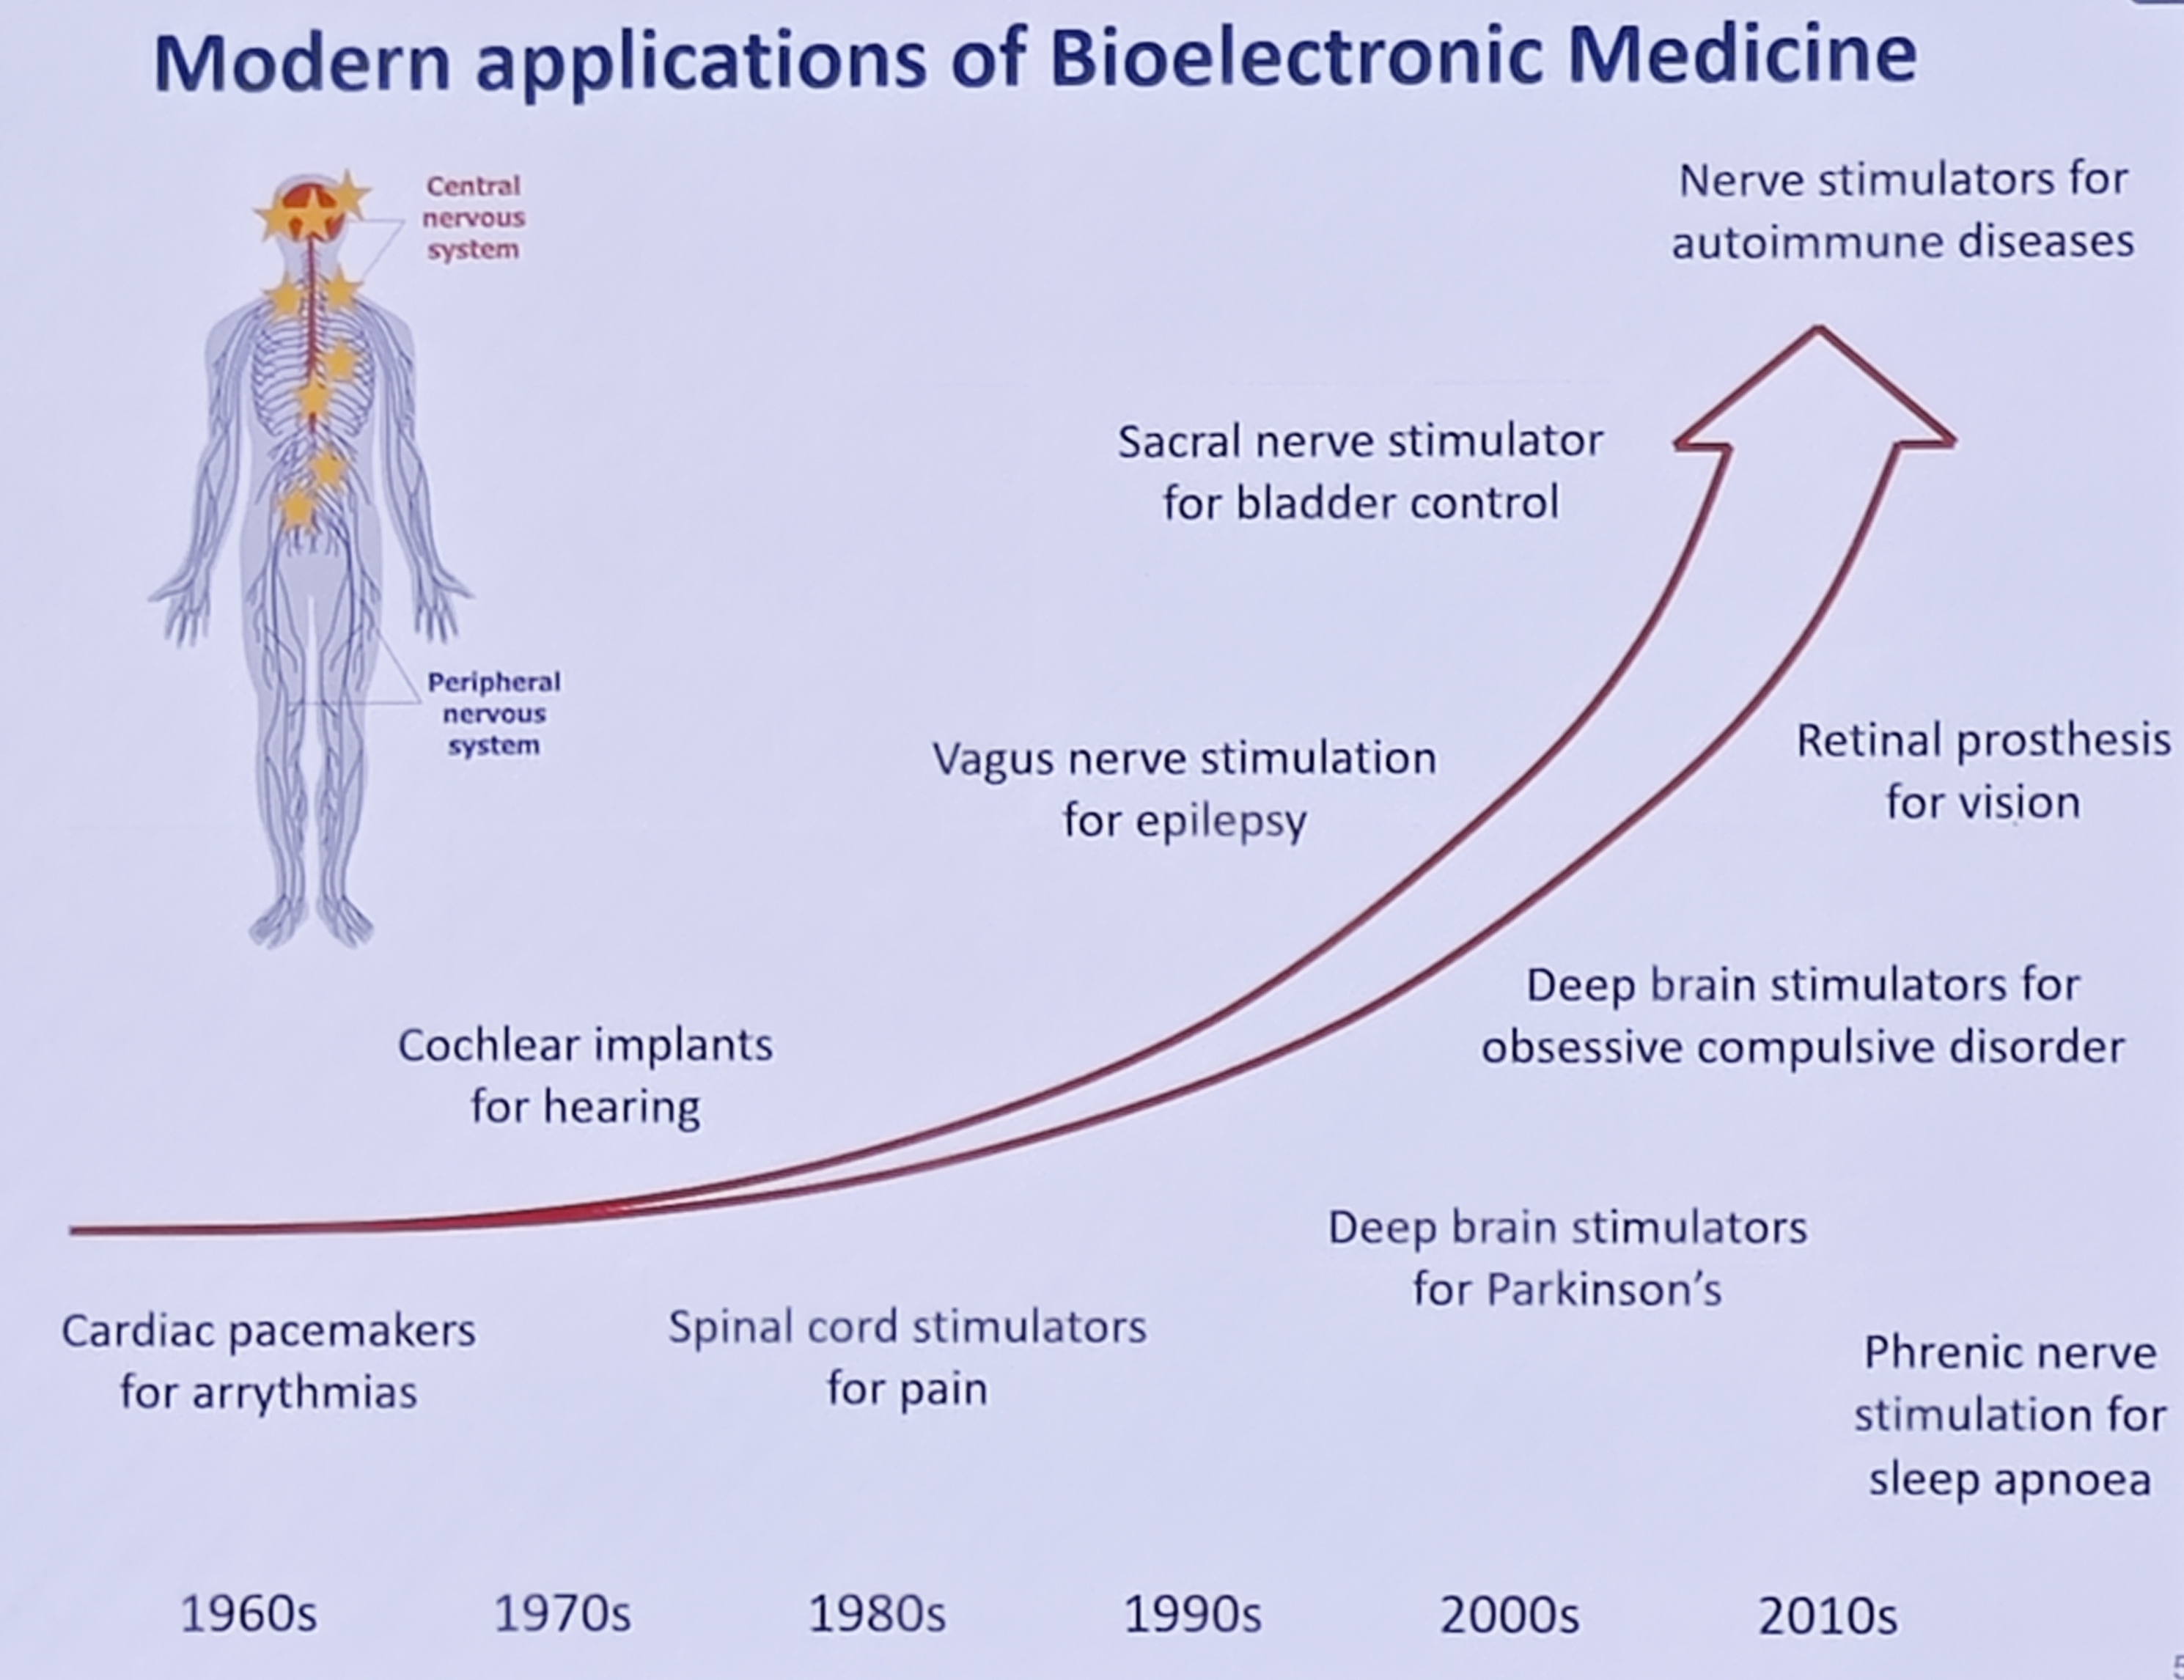 Modern applications of Bioelectronic Medicine
Central
nervous
system
Peripheral
nervous
system
Nerve stimulators for
autoimmune diseases
Sacral nerve stimulator
for bladder control
Vagus nerve stimulation
for epilepsy
Retinal prosthesis
for vision
Deep brain stimulators for
obsessive compulsive disorder
Cochlear implants
for hearing
Deep brain stimulators
for Parkinson’s
Cardiac pacemakers
for arrythmias
Spinal cord stimulators
for pain
Phrenic nerve
stimulation for
sleep apnoea
1960s 1970s 1980s 1990s 2000s 2010s